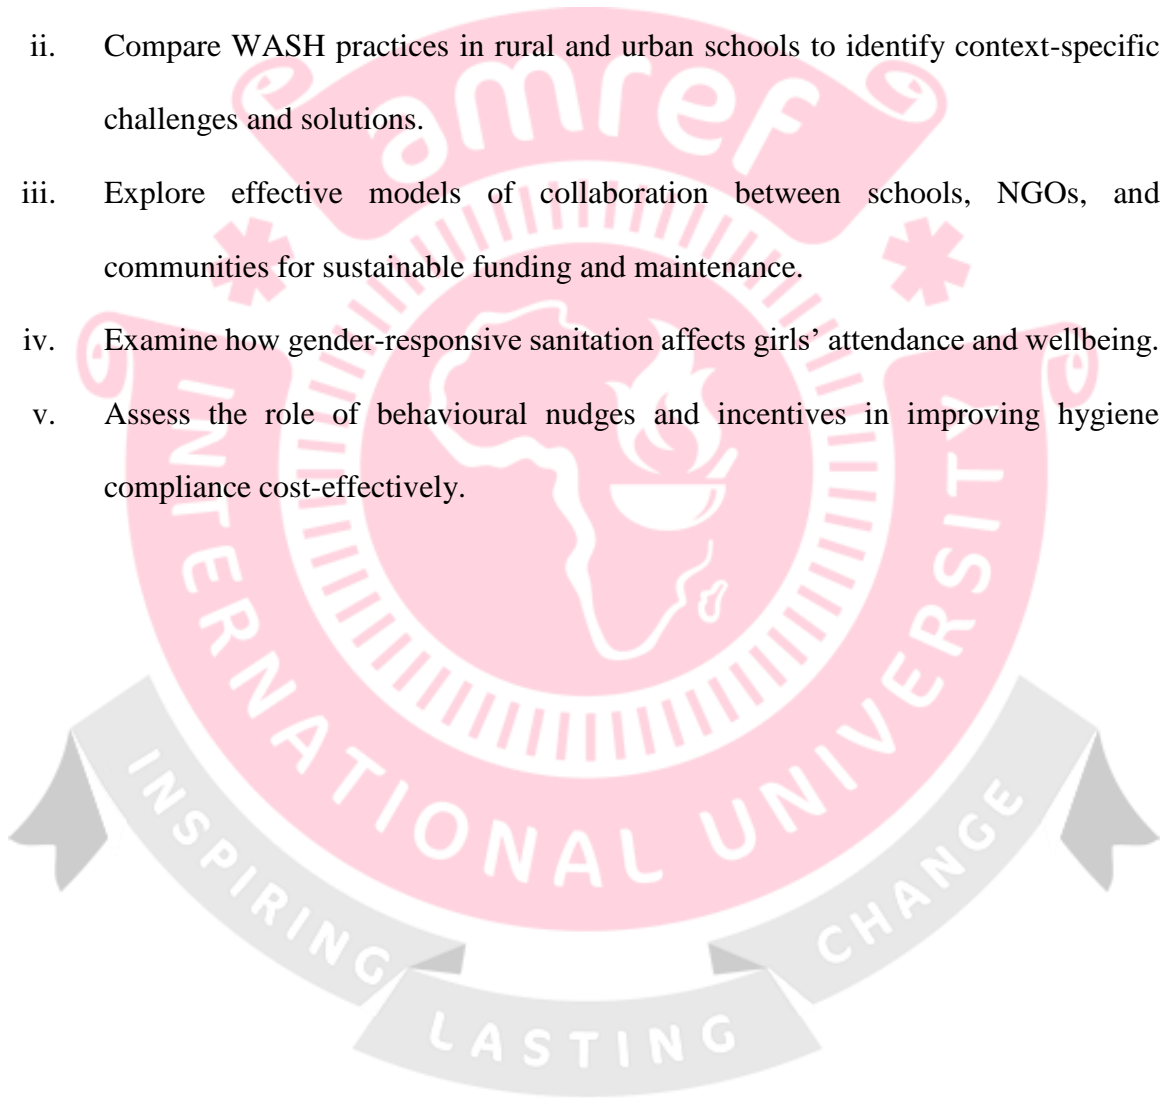 ii. Compare WASH practices in rural and urban schools to identify context-specific
challenges and solutions.
iii. Explore effective models of collaboration between schools, NGOs, and
communities for sustainable funding and maintenance.
iv. Examine how gender-responsive sanitation affects girls’ attendance and wellbeing.
v. Assess the role of behavioural nudges and incentives in improving hygiene
compliance cost-effectively.
amref
INTERNATIONAL UNIVERSITY
INSPIRING
LASTING
CHANGE